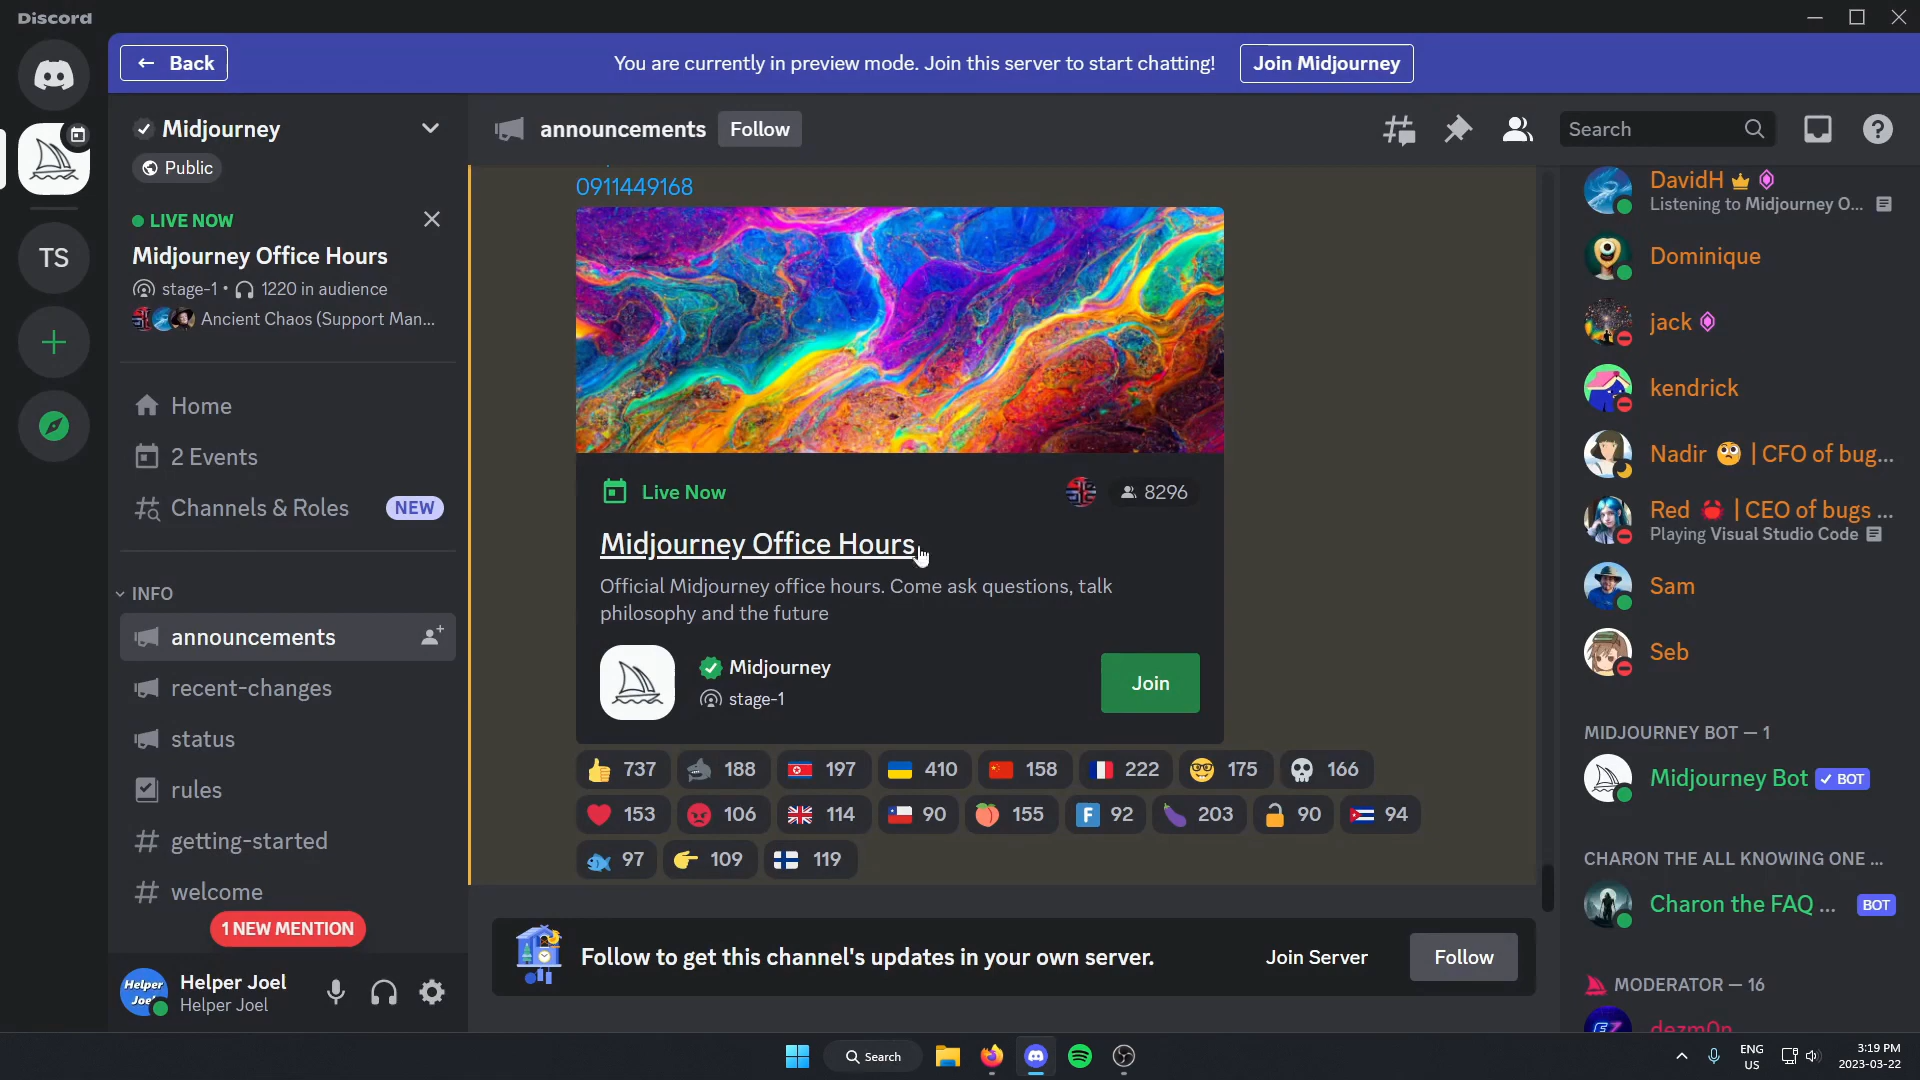 Discord
← Back
You are currently in preview mode. Join this server to start chatting!
Join Midjourney
Midjourney
Public
LIVE NOW
Midjourney Office Hours
stage-1 • 1220 in audience
Ancient Chaos (Support Man...
TS
Home
2 Events
Channels & Roles
NEW
INFO
announcements
recent-changes
status
rules
getting-started
welcome
1 NEW MENTION
Helper Joel
Helper Joel
Helper
announcements
Follow
Search
0911449168
Live Now
8296
Midjourney Office Hours
Official Midjourney office hours. Come ask questions, talk
philosophy and the future
Midjourney
stage-1
Join
737 188 197 410 158 222 175 166
153 106 114 90 155 F 92 203 90 94
97 109 119
Follow to get this channel's updates in your own server.
Join Server
Follow
DavidH
Listening to Midjourney O...
Dominique
jack
kendrick
Nadir | CFO of bug...
Red | CEO of bugs ...
Playing Visual Studio Code
Sam
Seb
MIDJOURNEY BOT — 1
Midjourney Bot
BOT
CHARON THE ALL KNOWING ONE ...
Charon the FAQ ...
BOT
MODERATOR — 16
dezm0n
Search
ENG
US
3:19 PM
2023-03-22